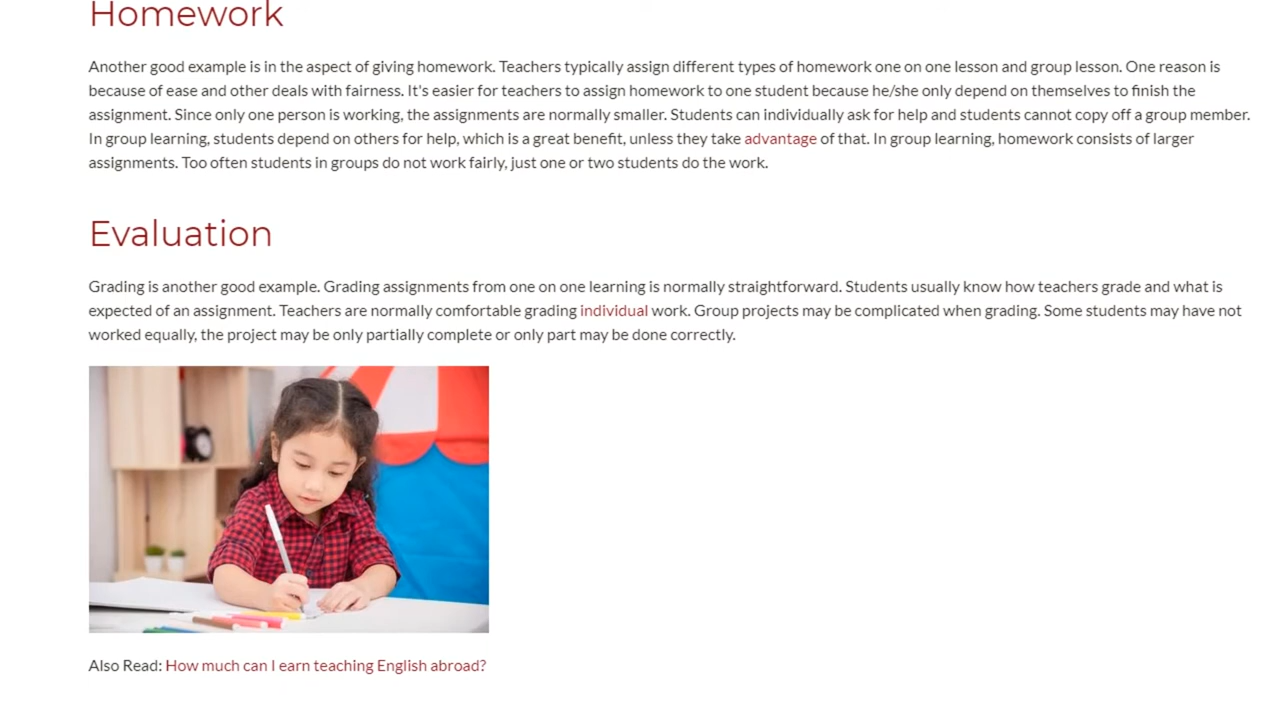 Homework
Another good example is in the aspect of giving homework. Teachers typically assign different types of homework one on one lesson and group lesson. One reason is
because of ease and other deals with fairness. It's easier for teachers to assign homework to one student because he/she only depend on themselves to finish the
assignment. Since only one person is working, the assignments are normally smaller. Students can individually ask for help and students cannot copy off a group member.
In group learning, students depend on others for help, which is a great benefit, unless they take advantage of that. In group learning, homework consists of larger
assignments. Too often students in groups do not work fairly, just one or two students do the work.
Evaluation
Grading is another good example. Grading assignments from one on one learning is normally straightforward. Students usually know how teachers grade and what is
expected of an assignment. Teachers are normally comfortable grading individual work. Group projects may be complicated when grading. Some students may have not
worked equally, the project may be only partially complete or only part may be done correctly.
Also Read: How much can I earn teaching English abroad?